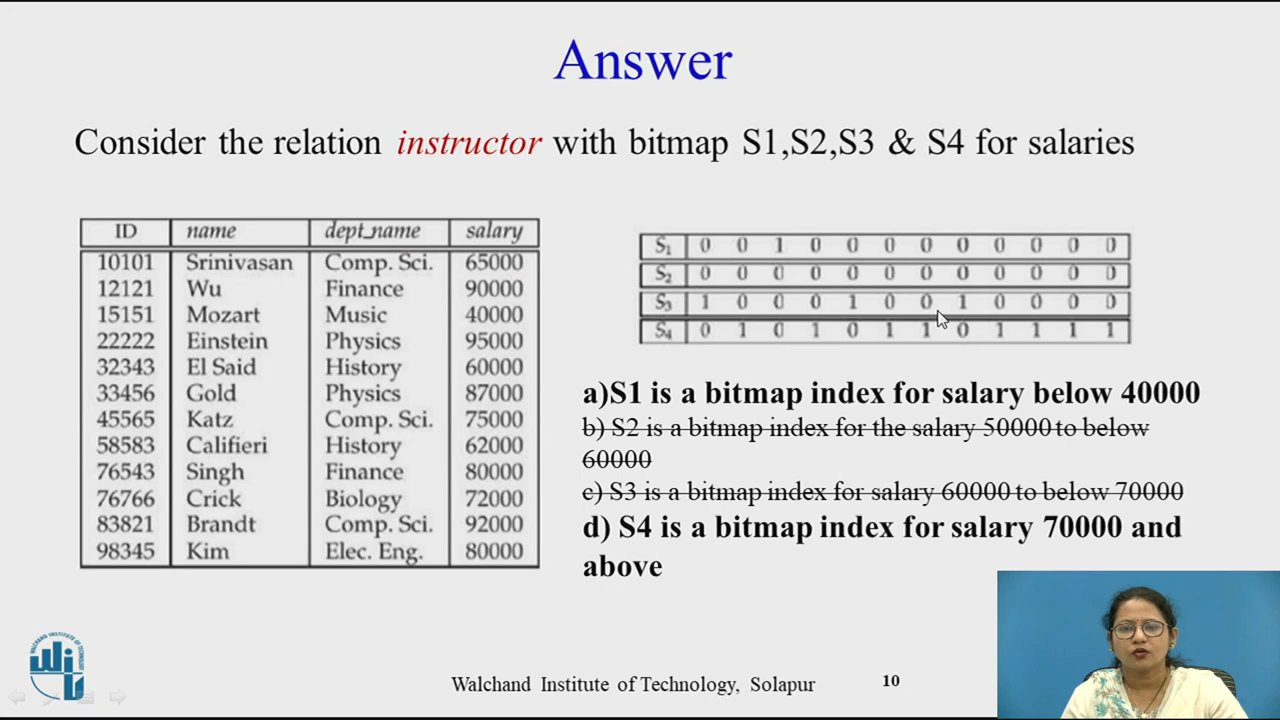 Answer
Consider the relation instructor with bitmap S1,S2,S3 & S4 for salaries
ID name dept_name salary
10101 Srinivasan Comp. Sci. 65000
12121 Wu Finance 90000
15151 Mozart Music 40000
22222 Einstein Physics 95000
32343 El Said History 60000
33456 Gold Physics 87000
45565 Katz Comp. Sci. 75000
58583 Califieri History 62000
76543 Singh Finance 80000
76766 Crick Biology 72000
83821 Brandt Comp. Sci. 92000
98345 Kim Elec. Eng. 80000
S1 0 0 1 0 0 0 0 0 0 0 0 0
S2 0 0 0 0 0 0 0 0 0 0 0 0
S3 1 0 0 0 1 0 0 1 0 0 0 0
S4 0 1 0 1 0 1 1 0 1 1 1 1
a)S1 is a bitmap index for salary below 40000
b) S2 is a bitmap index for the salary 50000 to below
60000
c) S3 is a bitmap index for salary 60000 to below 70000
d) S4 is a bitmap index for salary 70000 and
above
WALCHAND INSTITUTE OF TECHNOLOGY
WIT
Walchand Institute of Technology, Solapur 10